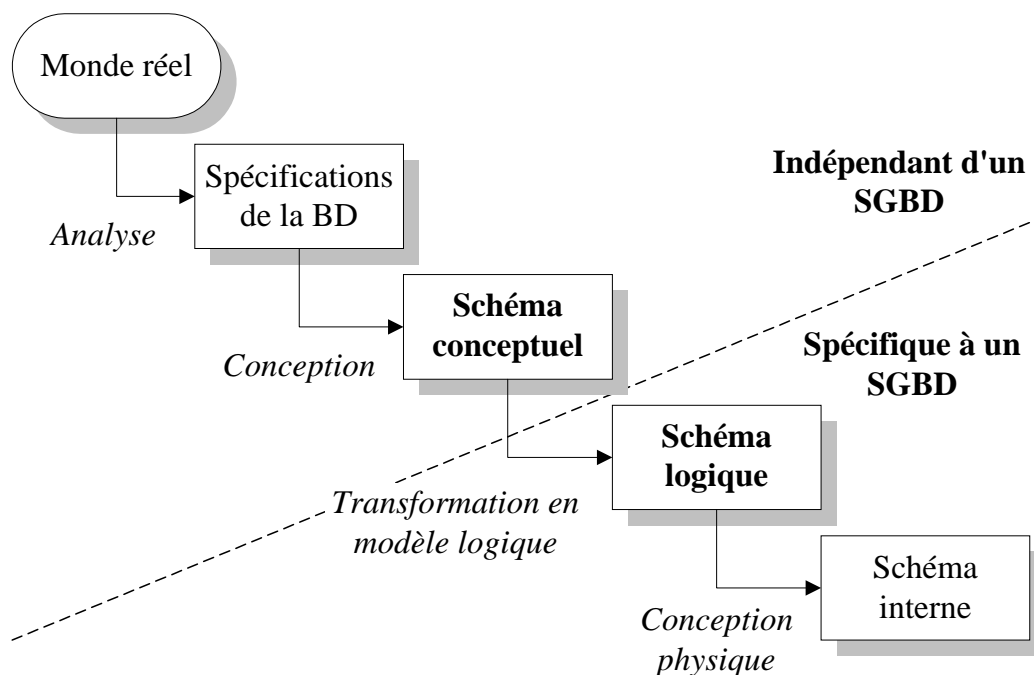 Monde réel
Spécifications
de la BD
Analyse
Indépendant d'un
SGBD
Schéma
conceptuel
Conception
Spécifique à un
SGBD
Schéma
logique
Transformation en
modèle logique
Schéma
interne
Conception
physique